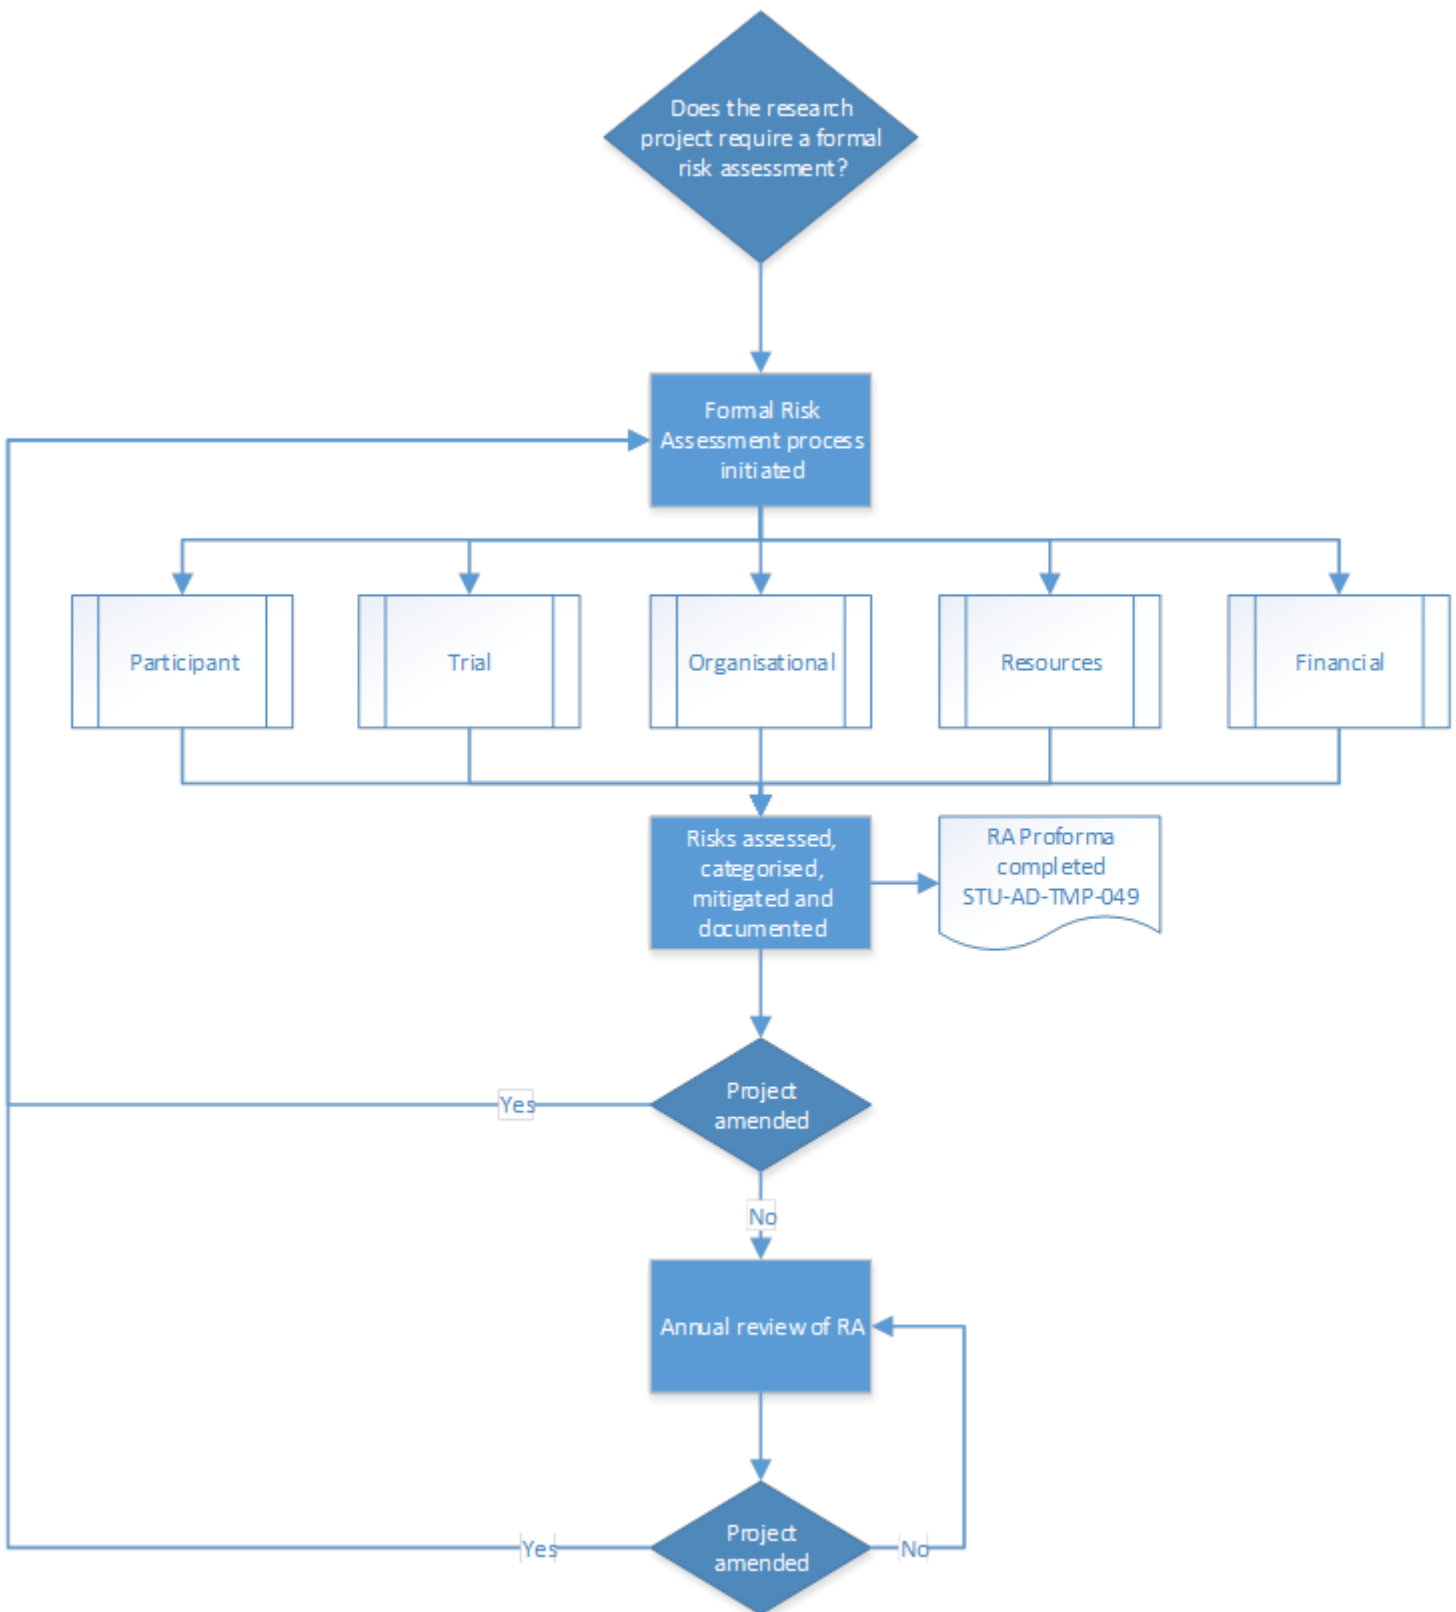 Does the research
project require a formal
risk assessment?
Formal Risk
Assessment process
initiated
Participant
Trial
Organisational
Resources
Financial
Risks assessed,
categorised,
mitigated and
documented
RA Proforma
completed
STU-AD-TMP-049
Project
amended
Yes
No
Annual review of RA
Project
amended
Yes
No